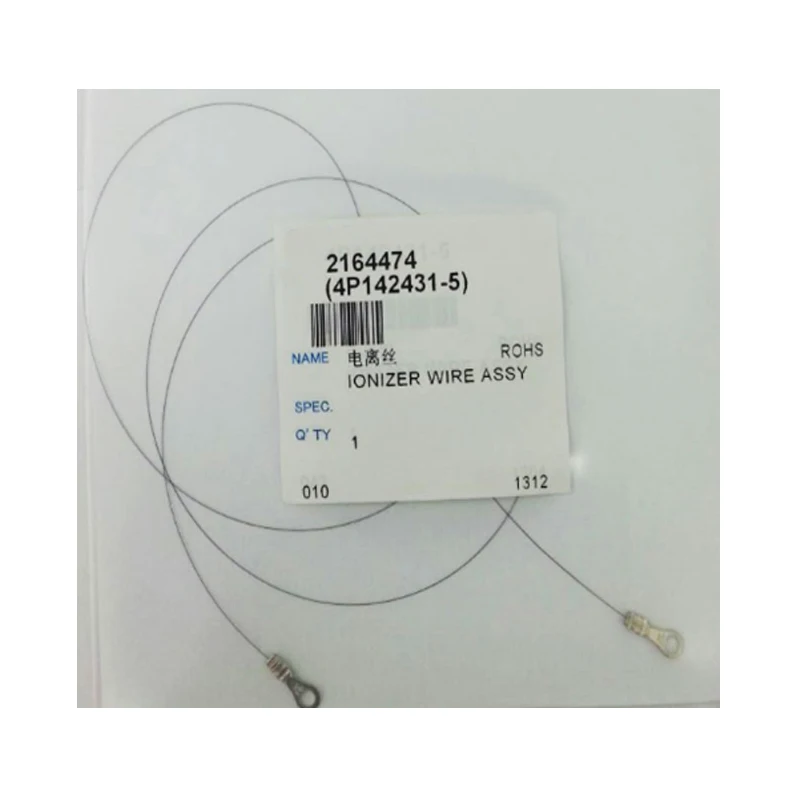 2164474
(4P142431-5)
NAME 电离丝 ROHS
IONIZER WIRE ASSY
SPEC.
Q'TY 1
010 1312